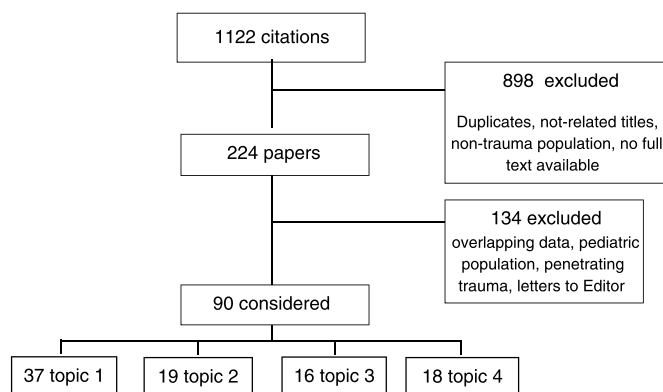 1122 citations
898 excluded
Duplicates, not-related titles,
non-trauma population, no full
text available
224 papers
134 excluded
overlapping data, pediatric
population, penetrating
trauma, letters to Editor
90 considered
37 topic 1
19 topic 2
16 topic 3
18 topic 4